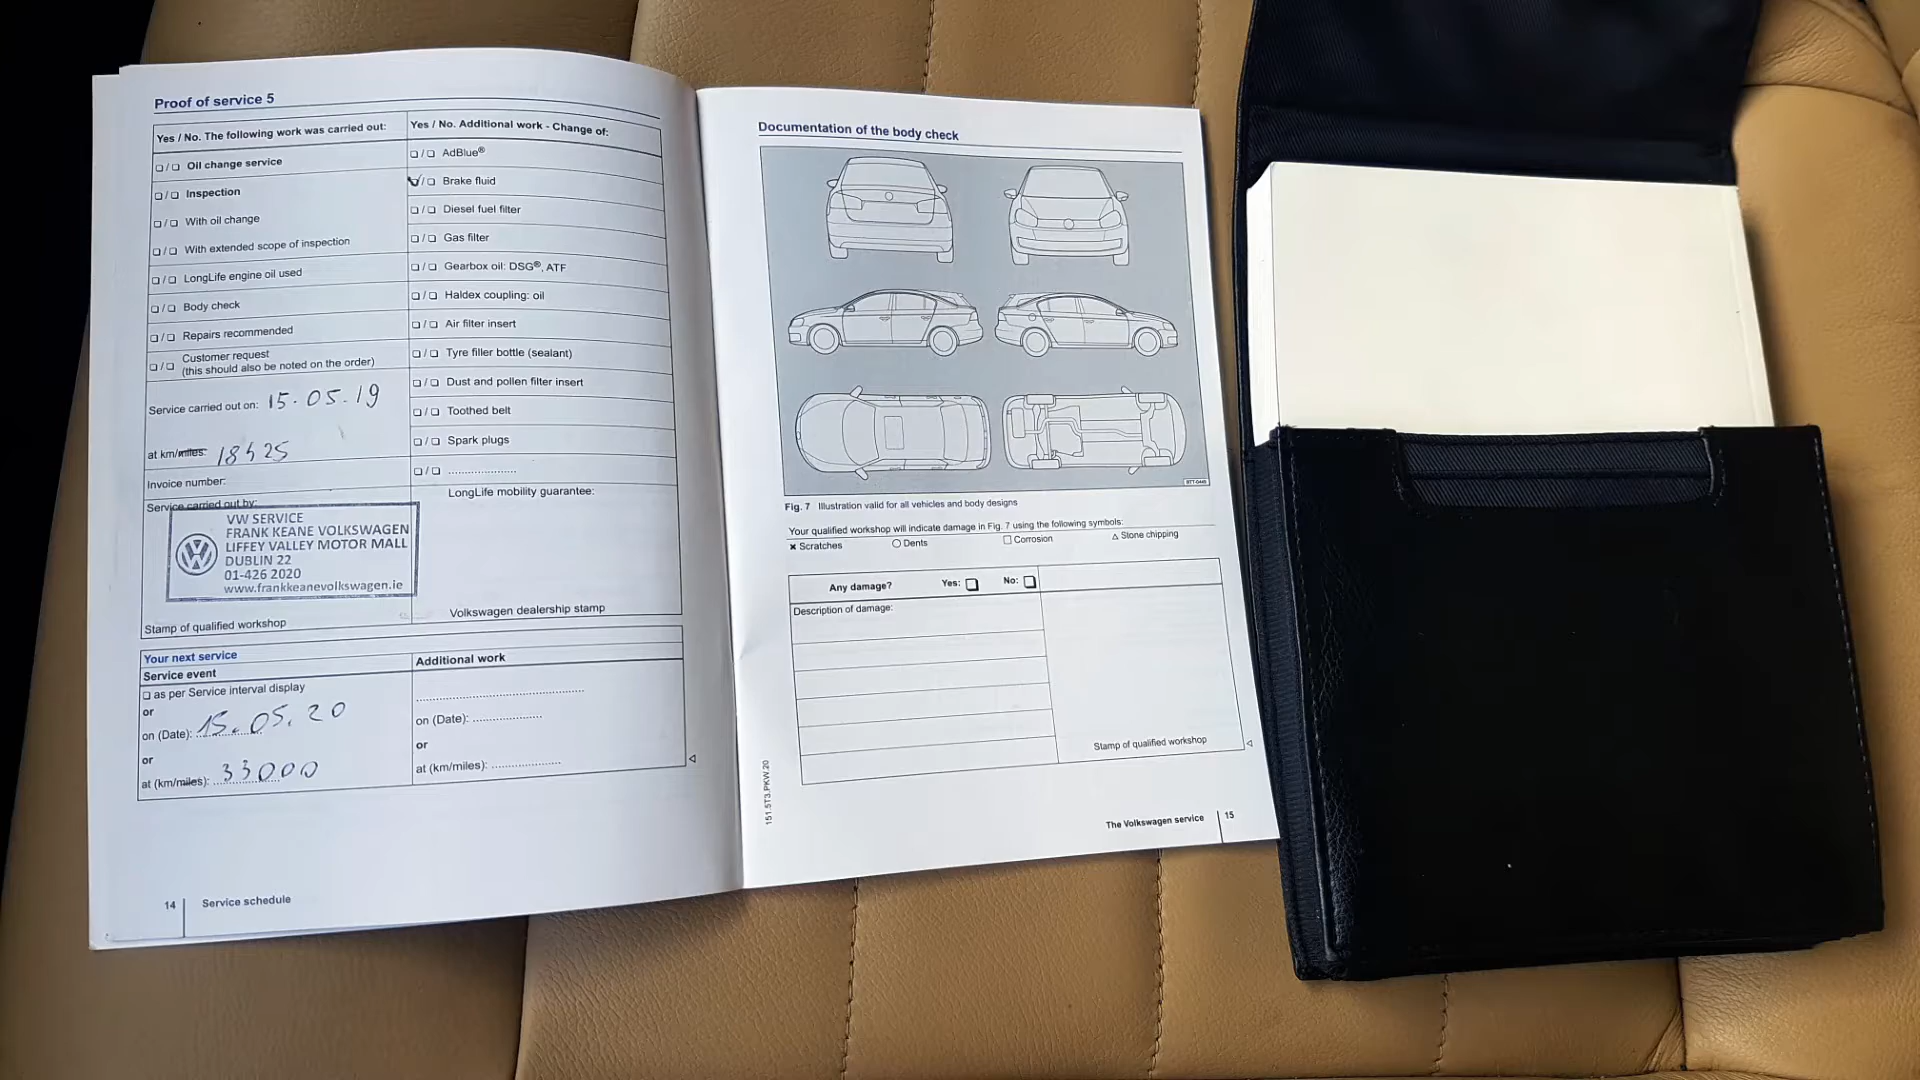 Proof of service 5
Yes / No. The following work was carried out:
❑ / ❑ Oil change service
❑ / ❑ Inspection
❑ / ❑ With oil change
❑ / ❑ With extended scope of inspection
❑ / ❑ LongLife engine oil used
❑ / ❑ Body check
❑ / ❑ Repairs recommended
❑ / ❑ Customer request
(this should also be noted on the order)
Service carried out on: 15.05.19
at km/miles: 18425
Invoice number:
Service carried out by:
VW SERVICE
FRANK KEANE VOLKSWAGEN
LIFFEY VALLEY MOTOR MALL
DUBLIN 22
01-426 2020
www.frankkeanevolkswagen.ie
Stamp of qualified workshop
Yes / No. Additional work - Change of:
❑ / ❑ AdBlue®
☑ / ❑ Brake fluid
❑ / ❑ Diesel fuel filter
❑ / ❑ Gas filter
❑ / ❑ Gearbox oil: DSG®, ATF
❑ / ❑ Haldex coupling: oil
❑ / ❑ Air filter insert
❑ / ❑ Tyre filler bottle (sealant)
❑ / ❑ Dust and pollen filter insert
❑ / ❑ Toothed belt
❑ / ❑ Spark plugs
❑ / ❑ .....................
LongLife mobility guarantee:
Volkswagen dealership stamp
Your next service
Service event
❑ as per Service interval display
or
on (Date): 15.05.20
or
at (km/miles): 33000
Additional work
..................................................
on (Date): .....................
or
at (km/miles): .....................
14 Service schedule
Documentation of the body check
Fig. 7 Illustration valid for all vehicles and body designs
Your qualified workshop will indicate damage in Fig. 7 using the following symbols:
✖ Scratches ○ Dents □ Corrosion △ Stone chipping
Any damage? Yes: ❑ No: ❑
Description of damage:
Stamp of qualified workshop
151.5T3.PKW.20
The Volkswagen service 15